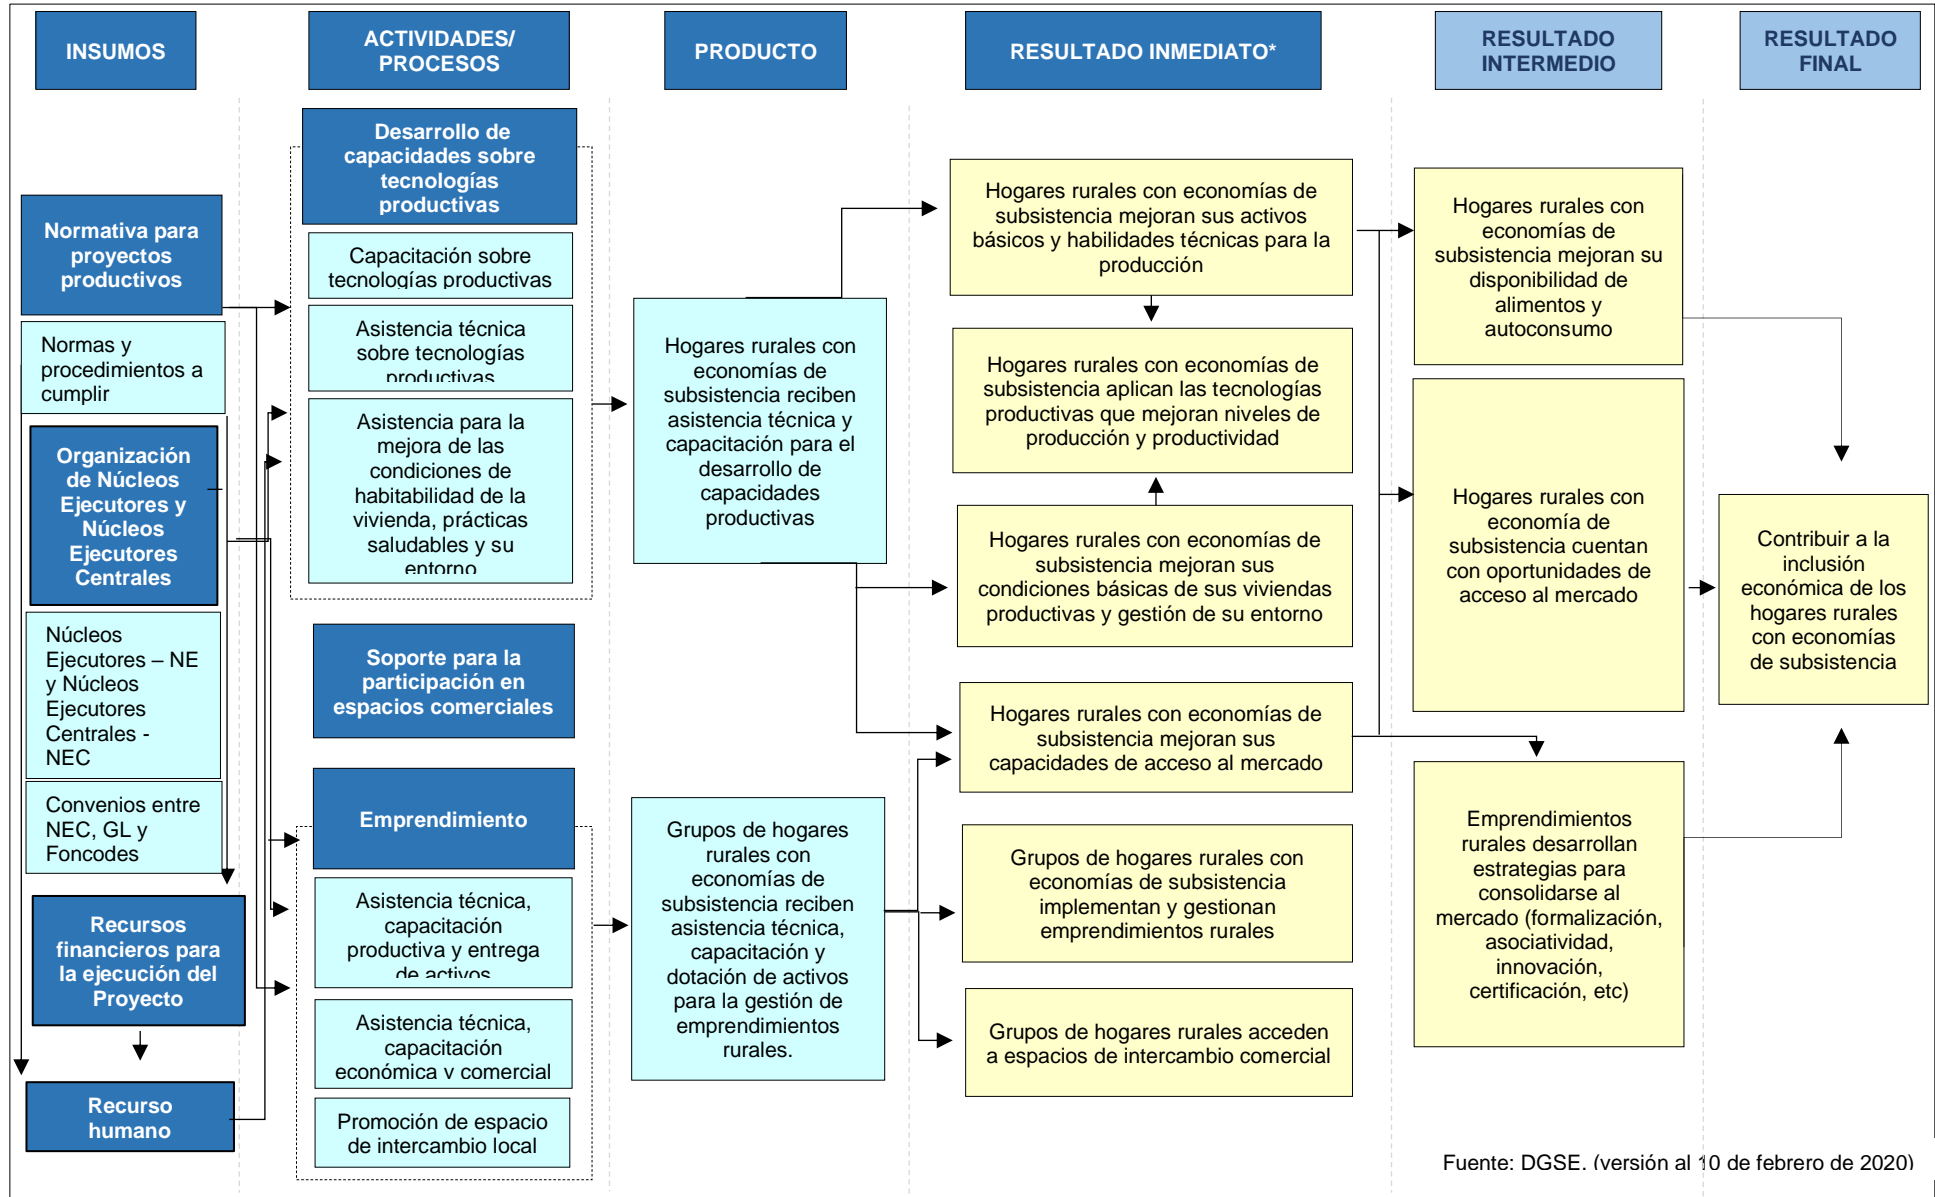 INSUMOS
ACTIVIDADES/
PROCESOS
PRODUCTO
RESULTADO INMEDIATO*
RESULTADO
INTERMEDIO
RESULTADO
FINAL
Normativa para
proyectos
productivos
Normas y
procedimientos a
cumplir
Organización
de Núcleos
Ejecutores y
Núcleos
Ejecutores
Centrales
Núcleos
Ejecutores – NE
y Núcleos
Ejecutores
Centrales -
NEC
Convenios entre
NEC, GL y
Foncodes
Recursos
financieros para
la ejecución del
Proyecto
Recurso
humano
Desarrollo de
capacidades sobre
tecnologías
productivas
Capacitación sobre
tecnologías productivas
Asistencia técnica
sobre tecnologías
productivas
Asistencia para la
mejora de las
condiciones de
habitabilidad de la
vivienda, prácticas
saludables y su
entorno
Soporte para la
participación en
espacios comerciales
Emprendimiento
Asistencia técnica,
capacitación
productiva y entrega
de activos
Asistencia técnica,
capacitación
económica y comercial
Promoción de espacio
de intercambio local
Hogares rurales con
economías de
subsistencia reciben
asistencia técnica y
capacitación para el
desarrollo de
capacidades
productivas
Grupos de hogares
rurales con
economías de
subsistencia reciben
asistencia técnica,
capacitación y
dotación de activos
para la gestión de
emprendimientos
rurales.
Hogares rurales con economías de
subsistencia mejoran sus activos
básicos y habilidades técnicas para la
producción
Hogares rurales con economías de
subsistencia aplican las tecnologías
productivas que mejoran niveles de
producción y productividad
Hogares rurales con economías de
subsistencia mejoran sus
condiciones básicas de sus viviendas
productivas y gestión de su entorno
Hogares rurales con economías de
subsistencia mejoran sus
capacidades de acceso al mercado
Grupos de hogares rurales con
economías de subsistencia
implementan y gestionan
emprendimientos rurales
Grupos de hogares rurales acceden
a espacios de intercambio comercial
Hogares rurales con
economías de
subsistencia mejoran su
disponibilidad de
alimentos y
autoconsumo
Hogares rurales con
economía de
subsistencia cuentan
con oportunidades de
acceso al mercado
Emprendimientos
rurales desarrollan
estrategias para
consolidarse al
mercado (formalización,
asociatividad,
innovación,
certificación, etc)
Contribuir a la
inclusión
económica de los
hogares rurales
con economías
de subsistencia
Fuente: DGSE. (versión al 10 de febrero de 2020)